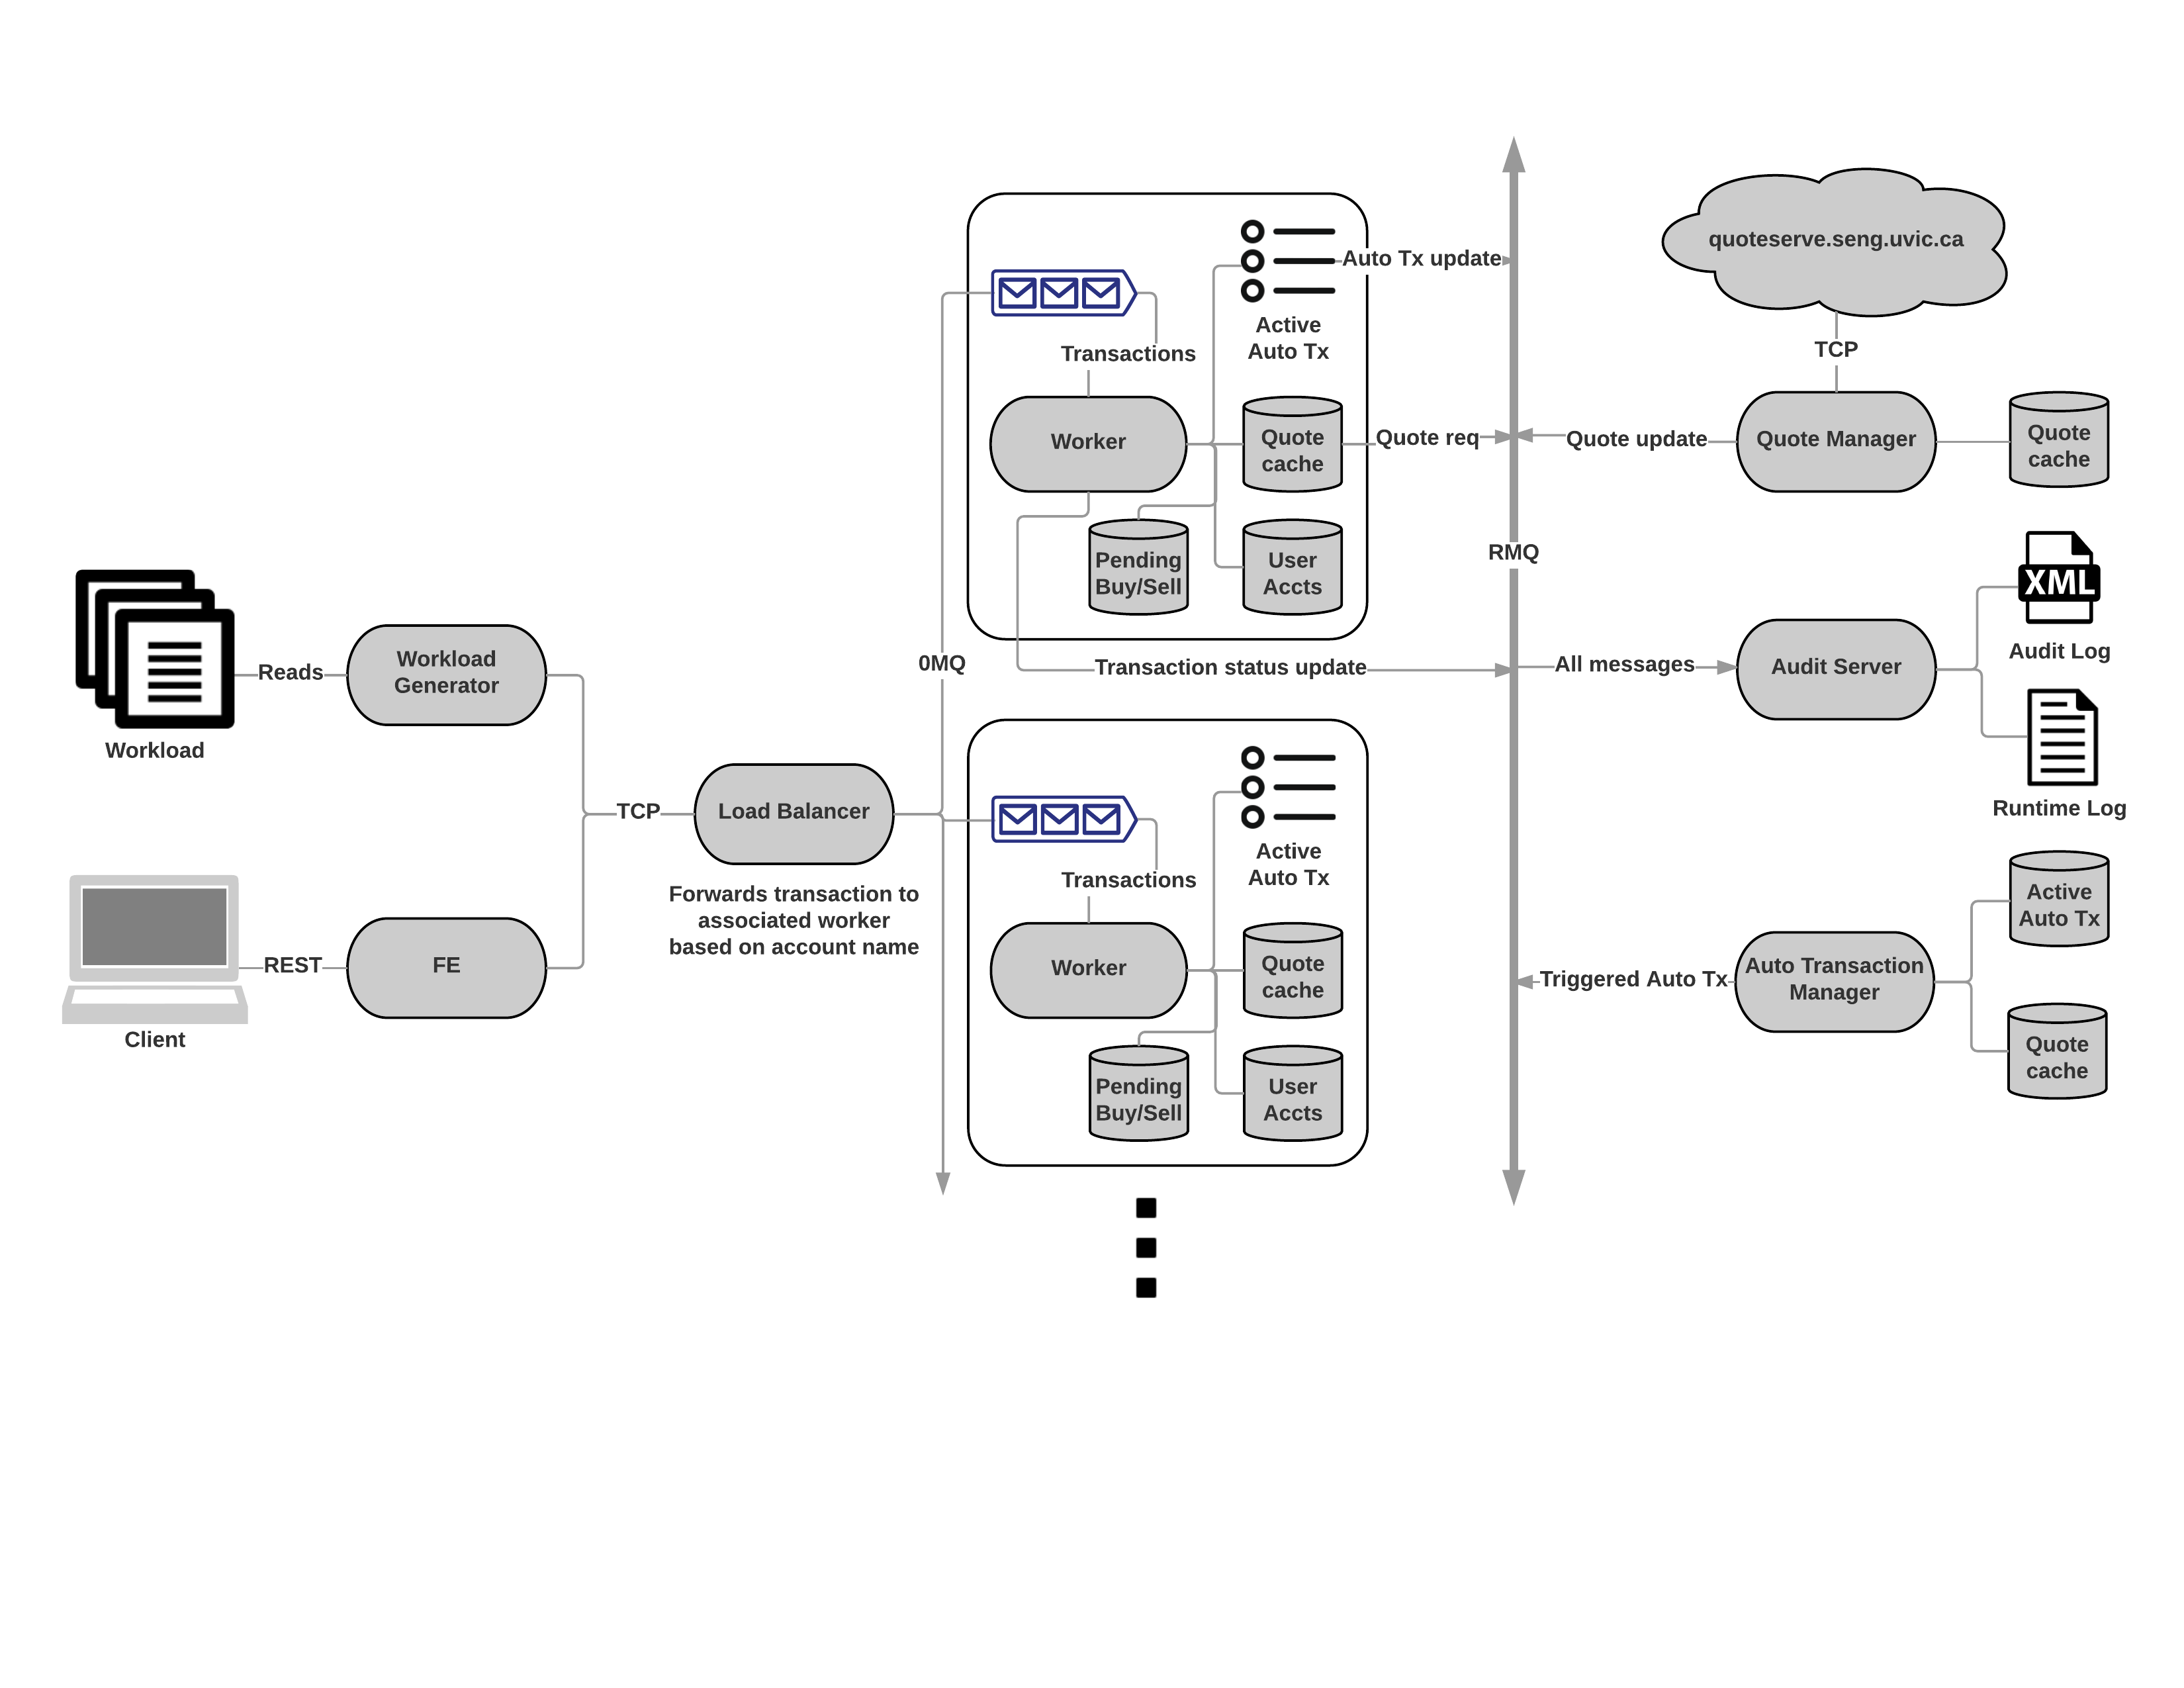 Workload
Reads
Workload
Generator
Client
REST
FE
TCP
Load Balancer
Forwards transaction to
associated worker
based on account name
0MQ
Transactions
Active
Auto Tx
Auto Tx update
Worker
Quote
cache
Quote req
Pending
Buy/Sell
User
Accts
Transaction status update
Transactions
Active
Auto Tx
Worker
Quote
cache
Pending
Buy/Sell
User
Accts
RMQ
quoteserve.seng.uvic.ca
TCP
Quote update
Quote Manager
Quote
cache
All messages
Audit Server
XML
Audit Log
Runtime Log
Triggered Auto Tx
Auto Transaction
Manager
Active
Auto Tx
Quote
cache